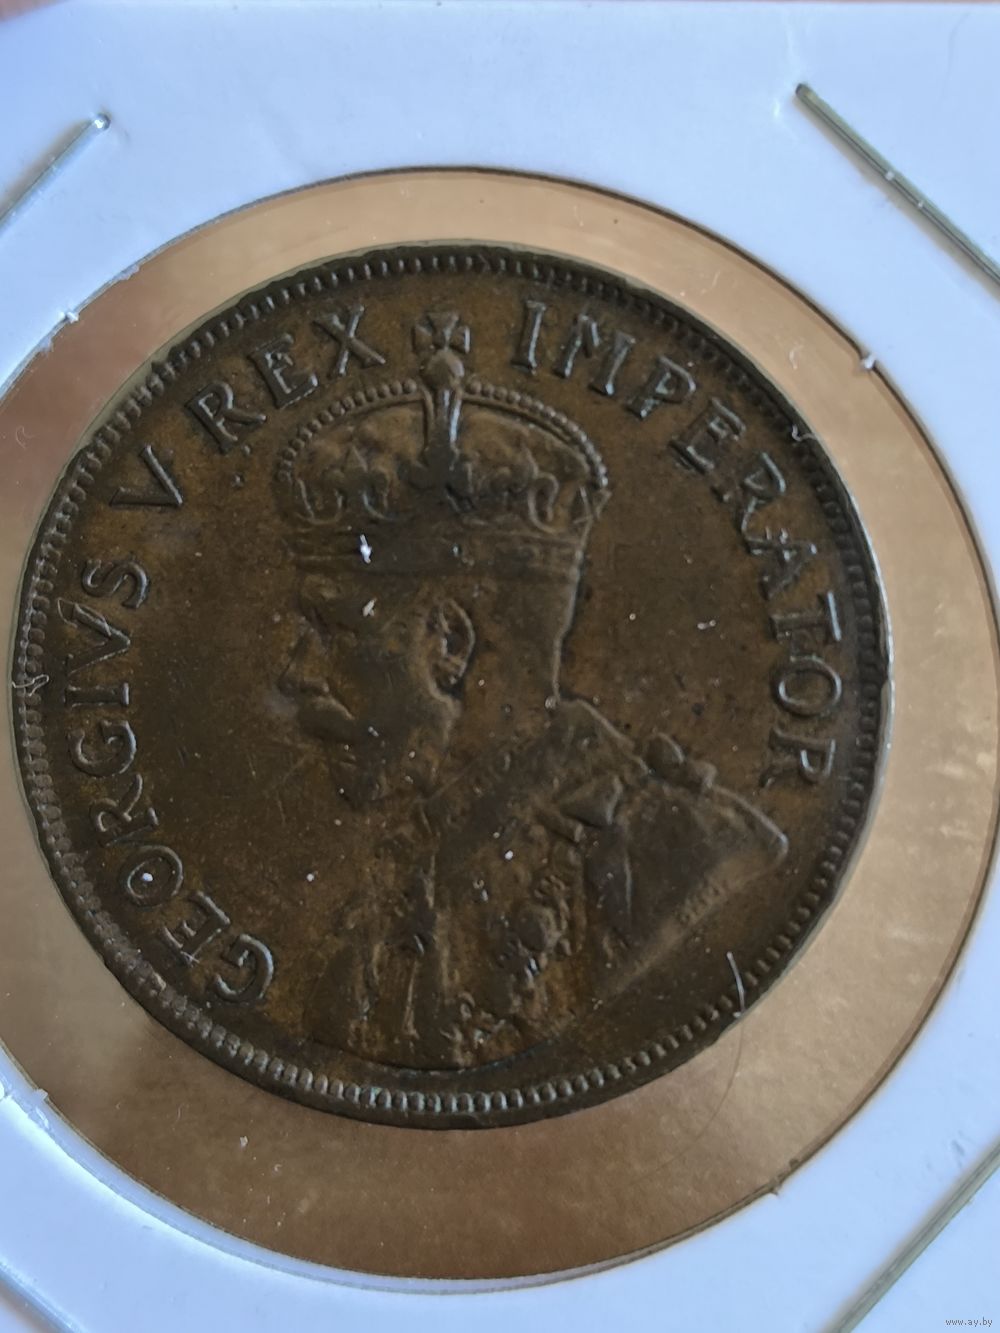 GEORGIVS V REX IMPERATOR
www.ay.by